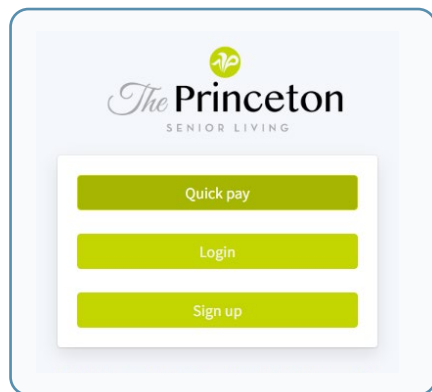 The Princeton
SENIOR LIVING
Quick pay
Login
Sign up